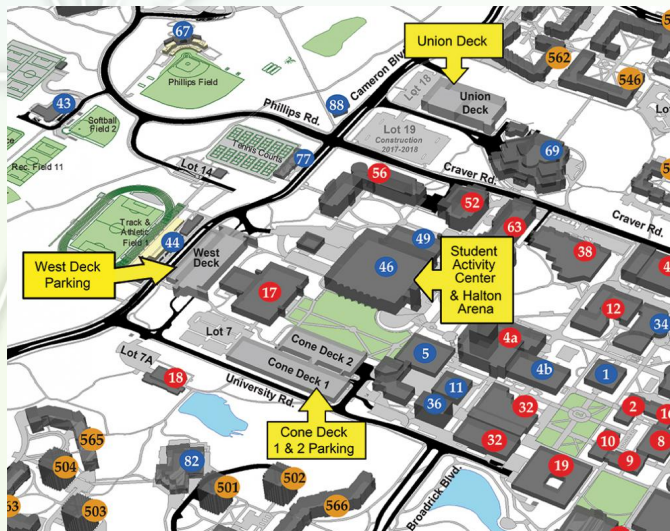 67
Phillips Field
43
Softball
Field 2
Rec. Field 11
Phillips Rd.
88
Cameron Blvd.
Union Deck
Lot 18
Union
Deck
562
546
Lot 19
Construction
2017-2018
69
Craver Rd.
Craver Rd.
Tennis Courts
77
Lot 14
56
52
63
Track &
Athletic
Field 1
44
West
Deck
West Deck
Parking
49
46
Student
Activity
Center
& Halton
Arena
38
17
12
34
Lot 7
Cone Deck 2
Cone Deck 1
5
4a
4b
1
Lot 7A
18
University Rd.
11
36
32
32
2
10
8
9
19
Cone Deck
1 & 2 Parking
565
504
503
82
501
502
566
Broadrick Blvd.